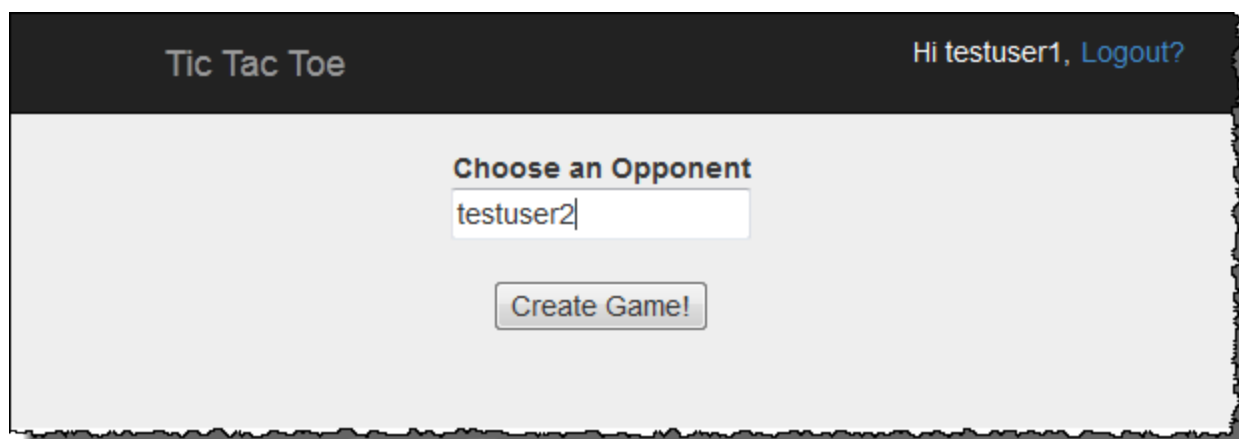 Tic Tac Toe
Hi testuser1, Logout?
Choose an Opponent
testuser2
Create Game!